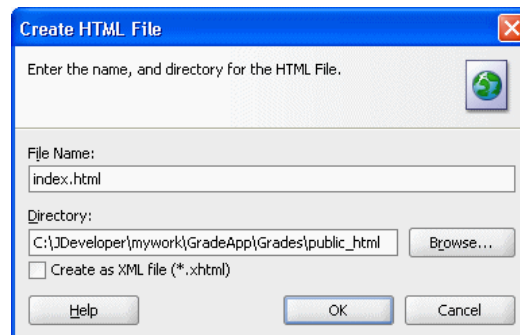 Create HTML File
Enter the name, and directory for the HTML File.
File Name:
index.html
Directory:
C:\JDeveloper\mywork\GradeApp\Grades\public_html
Browse...
Create as XML file (*.xhtml)
Help
OK
Cancel